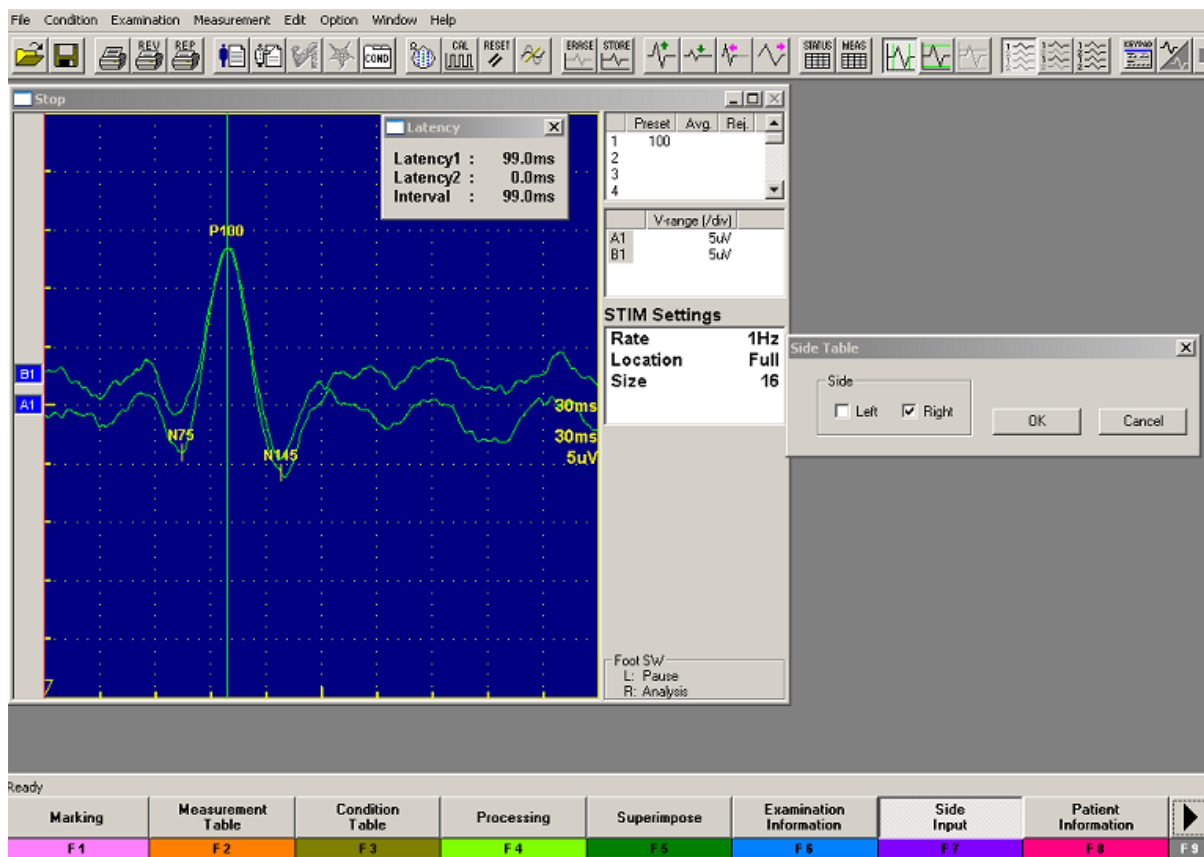 File Condition Examination Measurement Edit Option Window Help
REV REP COND CAL RESET ERASE STORE STATUS MEAS KEYPAD
Stop
Latency
Latency1 : 99.0ms
Latency2 : 0.0ms
Interval : 99.0ms
Preset Avg. Rej.
1 100
2
3
4
V-range (/div)
A1 5uV
B1 5uV
STIM Settings
Rate 1Hz
Location Full
Size 16
P100
B1
A1
N75
N145
30ms
30ms
5uV
Side Table
Side
Left Right
OK Cancel
Foot SW
L: Pause
R: Analysis
Ready
Marking Measurement Table Condition Table Processing Superimpose Examination Information Side Input Patient Information
F1 F2 F3 F4 F5 F6 F7 F8 F9